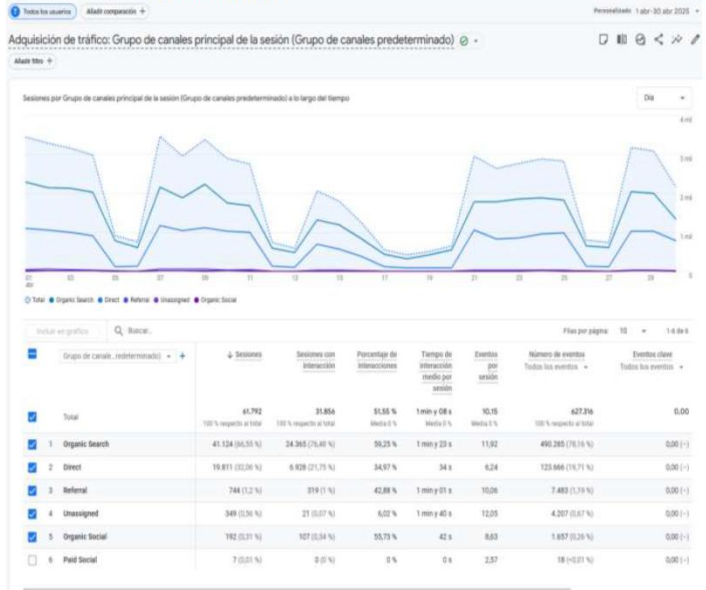 Todos los usuarios Añadir comparación + Personalizado 1 abr - 30 abr 2025
Adquisición de tráfico: Grupo de canales principal de la sesión (Grupo de canales predeterminado)
Añadir filtro +
Sesiones por Grupo de canales principal de la sesión (Grupo de canales predeterminado) a lo largo del tiempo
Día
4 mil
3 mil
2 mil
1 mil
0
01 03 05 07 09 11 13 15 17 19 21 23 25 27 29
abr
Total Organic Search Direct Referral Unassigned Organic Social
Incluir en gráfico Buscar... Filas por página: 10 1-6 de 6
Grupo de canale...redeterminado) + ↓ Sesiones Sesiones con Porcentaje de Tiempo de Eventos Número de eventos Eventos clave
interacción interacciones interacción por Todos los eventos Todos los eventos
medio por sesión
sesión
Total 61.792 31.856 51,55 % 1 min y 08 s 10,15 627.316 0,00
100 % respecto al total 100 % respecto al total Media 0 % Media 0 % Media 0 % 100 % respecto al total
1 Organic Search 41.124 (66,55 %) 24.365 (76,48 %) 59,25 % 1 min y 23 s 11,92 490.285 (78,16 %) 0,00 (-)
2 Direct 19.811 (32,06 %) 6.928 (21,75 %) 34,97 % 34 s 6,24 123.666 (19,71 %) 0,00 (-)
3 Referral 744 (1,2 %) 319 (1 %) 42,88 % 1 min y 01 s 10,06 7.483 (1,19 %) 0,00 (-)
4 Unassigned 349 (0,56 %) 21 (0,07 %) 6,02 % 1 min y 40 s 12,05 4.207 (0,67 %) 0,00 (-)
5 Organic Social 192 (0,31 %) 107 (0,34 %) 55,73 % 42 s 8,63 1.657 (0,26 %) 0,00 (-)
6 Paid Social 7 (0,01 %) 0 (0 %) 0 % 0 s 2,57 18 (<0,01 %) 0,00 (-)